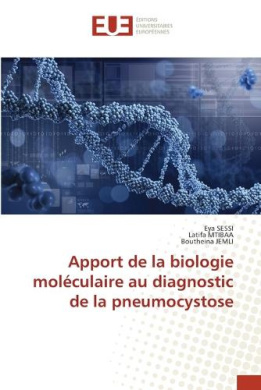 EUE
ÉDITIONS
UNIVERSITAIRES
EUROPÉENNES
Eya SESSI
Latifa MTIBAA
Boutheina JEMLI
Apport de la biologie
moléculaire au diagnostic
de la pneumocystose